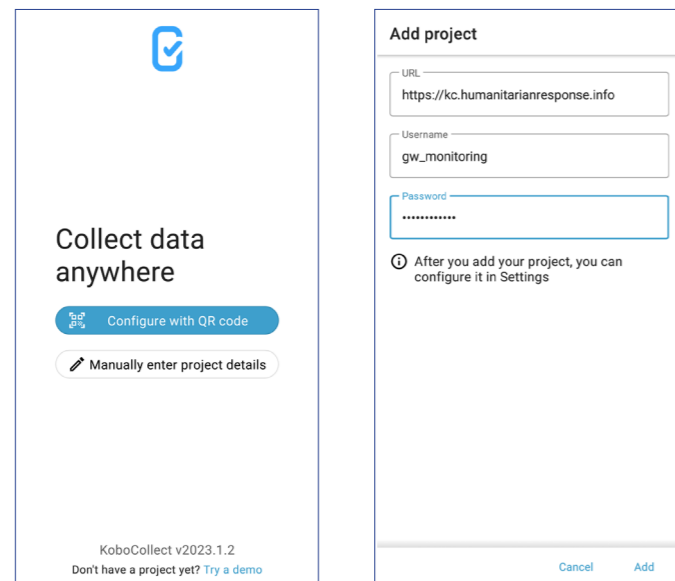 Collect data
anywhere
Configure with QR code
Manually enter project details
KoboCollect v2023.1.2
Don't have a project yet? Try a demo
Add project
URL
https://kc.humanitarianresponse.info
Username
gw_monitoring
Password
••••••••••••
After you add your project, you can
configure it in Settings
Cancel Add